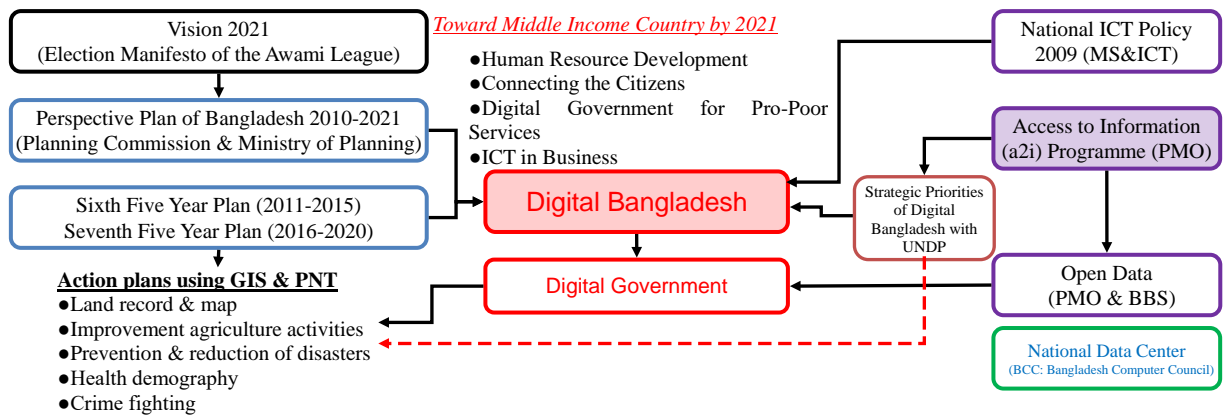 Vision 2021
(Election Manifesto of the Awami League)
Perspective Plan of Bangladesh 2010-2021
(Planning Commission & Ministry of Planning)
Sixth Five Year Plan (2011-2015)
Seventh Five Year Plan (2016-2020)
Action plans using GIS & PNT
●Land record & map
●Improvement agriculture activities
●Prevention & reduction of disasters
●Health demography
●Crime fighting
Toward Middle Income Country by 2021
●Human Resource Development
●Connecting the Citizens
●Digital Government for Pro-Poor
Services
●ICT in Business
Digital Bangladesh
Digital Government
Strategic Priorities
of Digital
Bangladesh with
UNDP
National ICT Policy
2009 (MS&ICT)
Access to Information
(a2i) Programme (PMO)
Open Data
(PMO & BBS)
National Data Center
(BCC: Bangladesh Computer Council)